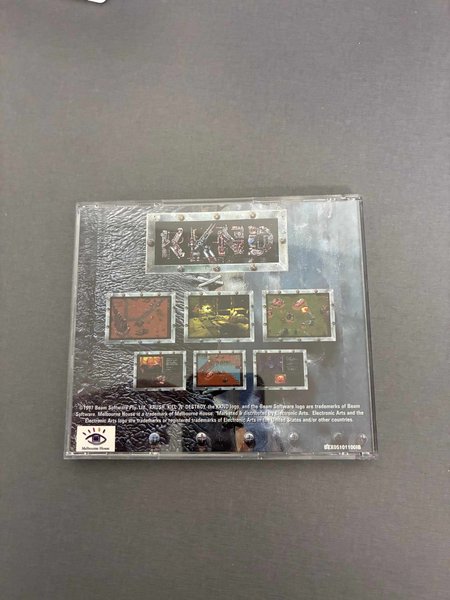 KKND
©1997 Beam Software Pty. Ltd. KRUSH, KILL 'N' DESTROY, the KKND logo, and the Beam Software logo are trademarks of Beam
Software. Melbourne House is a trademark of Melbourne House. Marketed & distributed by Electronic Arts. Electronic Arts and the
Electronic Arts logo are trademarks or registered trademarks of Electronic Arts in the United States and/or other countries.
Melbourne House